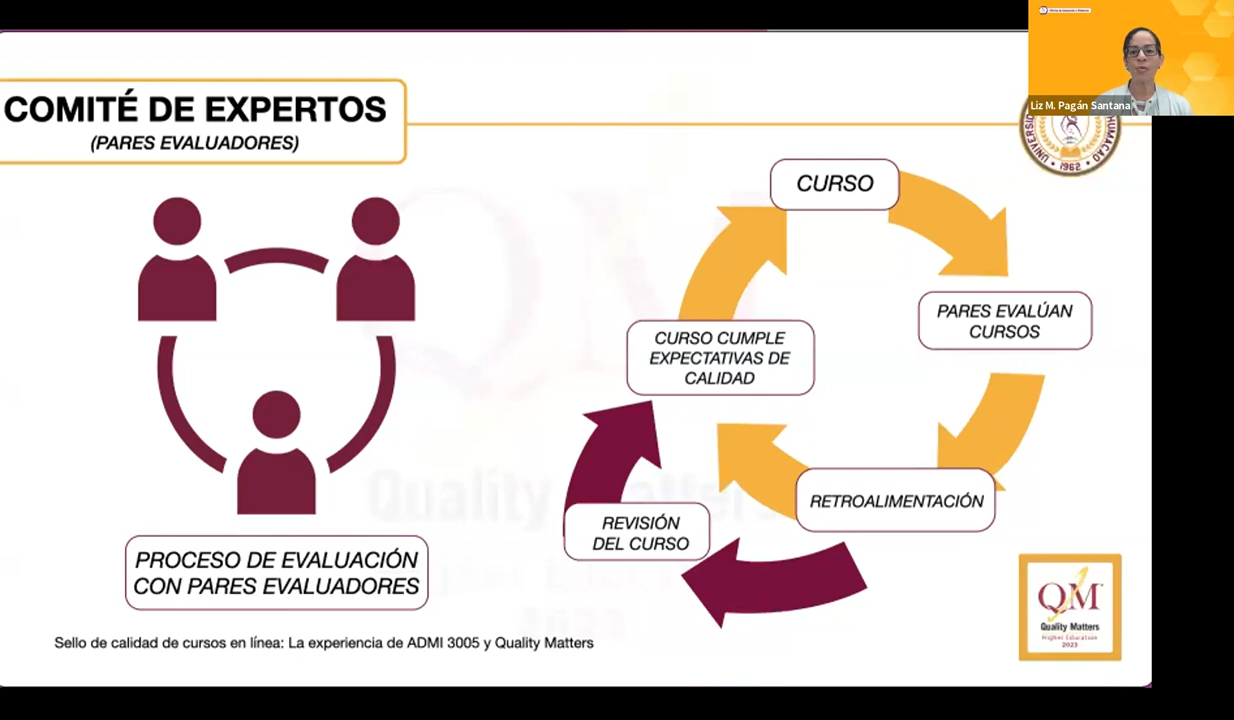 COMITÉ DE EXPERTOS
(PARES EVALUADORES)
Liz M. Pagán Santana
1962
HUMACAO
CURSO
PARES EVALÚAN
CURSOS
CURSO CUMPLE
EXPECTATIVAS DE
CALIDAD
RETROALIMENTACIÓN
REVISIÓN
DEL CURSO
PROCESO DE EVALUACIÓN
CON PARES EVALUADORES
Sello de calidad de cursos en línea: La experiencia de ADMI 3005 y Quality Matters
QM
Quality Matters
Higher Education
2023